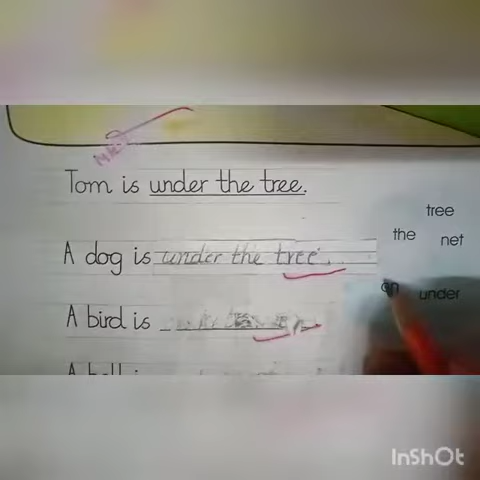 Tom is under the tree.
A dog is under the tree.
tree
the
net
on
under
A bird is
InShOt